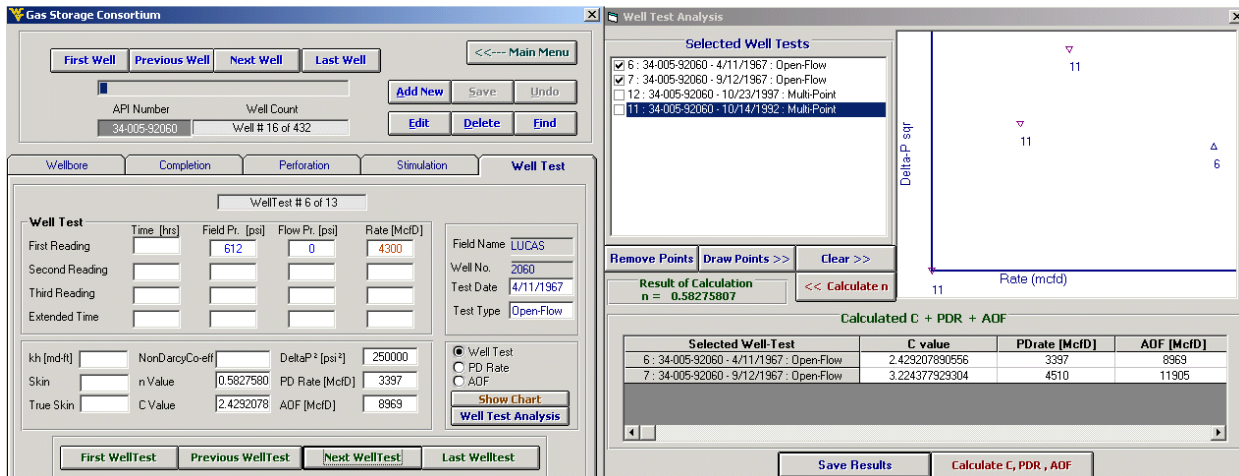 Gas Storage Consortium
First Well Previous Well Next Well Last Well
<<--- Main Menu
API Number Well Count
34-005-92060 Well # 16 of 432
Add New Save Undo
Edit Delete Find
Wellbore Completion Perforation Stimulation Well Test
WellTest # 6 of 13
Well Test
Time [hrs] Field Pr. [psi] Flow Pr. [psi] Rate [McfD]
First Reading 612 0 4300
Second Reading
Third Reading
Extended Time
Field Name LUCAS
Well No. 2060
Test Date 4/11/1967
Test Type Open-Flow
kh [md-ft] NonDarcyCo-eff DeltaP² [psi²] 250000
Skin n Value 0.5827580 PD Rate [McfD] 3397
True Skin C Value 2.4292078 AOF [McfD] 8969
Well Test
PD Rate
AOF
Show Chart
Well Test Analysis
First WellTest Previous WellTest Next WellTest Last Welltest
Well Test Analysis
Selected Well Tests
6 : 34-005-92060 - 4/11/1967 : Open-Flow
7 : 34-005-92060 - 9/12/1967 : Open-Flow
12 : 34-005-92060 - 10/23/1997 : Multi-Point
11 : 34-005-92060 - 10/14/1992 : Multi-Point
Remove Points Draw Points >> Clear >>
Result of Calculation
n = 0.58275807
<< Calculate n
Delta-P sqr
11
11
6
11
Rate (mcfd)
Calculated C + PDR + AOF
Selected Well-Test C value PDrate [McfD] AOF [McfD]
6 : 34-005-92060 - 4/11/1967 : Open-Flow 2.429207890556 3397 8969
7 : 34-005-92060 - 9/12/1967 : Open-Flow 3.224377929304 4510 11905
Save Results Calculate C, PDR , AOF